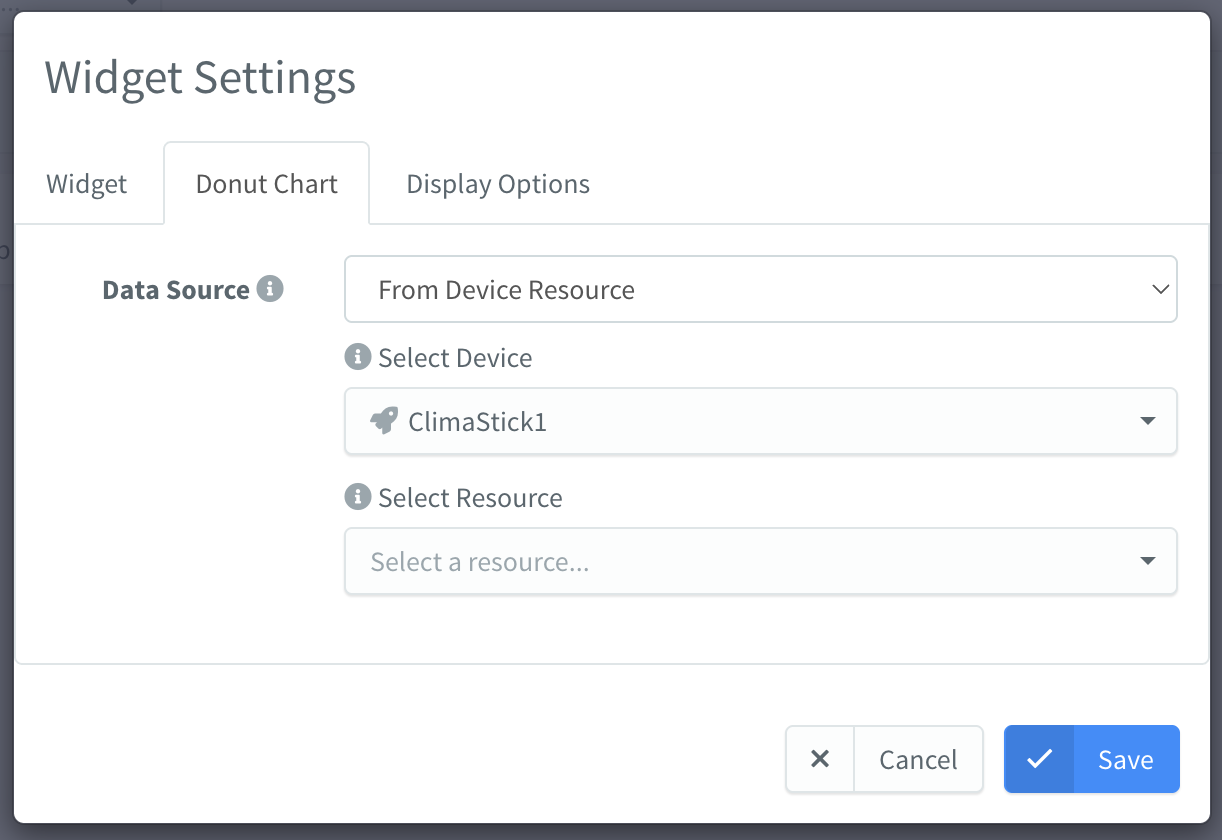 Widget Settings
Widget
Donut Chart
Display Options
Data Source
From Device Resource
Select Device
ClimaStick1
Select Resource
Select a resource...
Cancel
Save